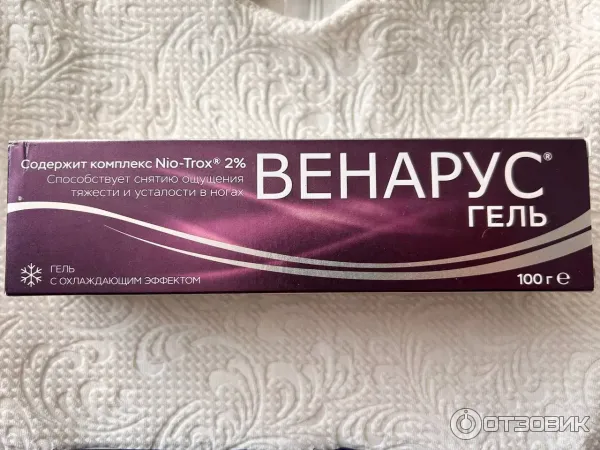 Содержит комплекс Nio-Trox® 2%
Способствует снятию ощущения
тяжести и усталости в ногах
ВЕНАРУС®
ГЕЛЬ
ГЕЛЬ
С ОХЛАЖДАЮЩИМ ЭФФЕКТОМ
100 г ℮
ОТЗОВИК